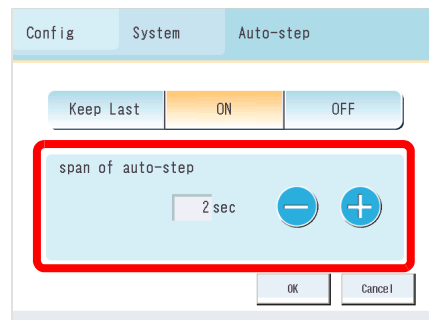 Config System Auto-step
Keep Last ON OFF
span of auto-step
2 sec
OK Cancel